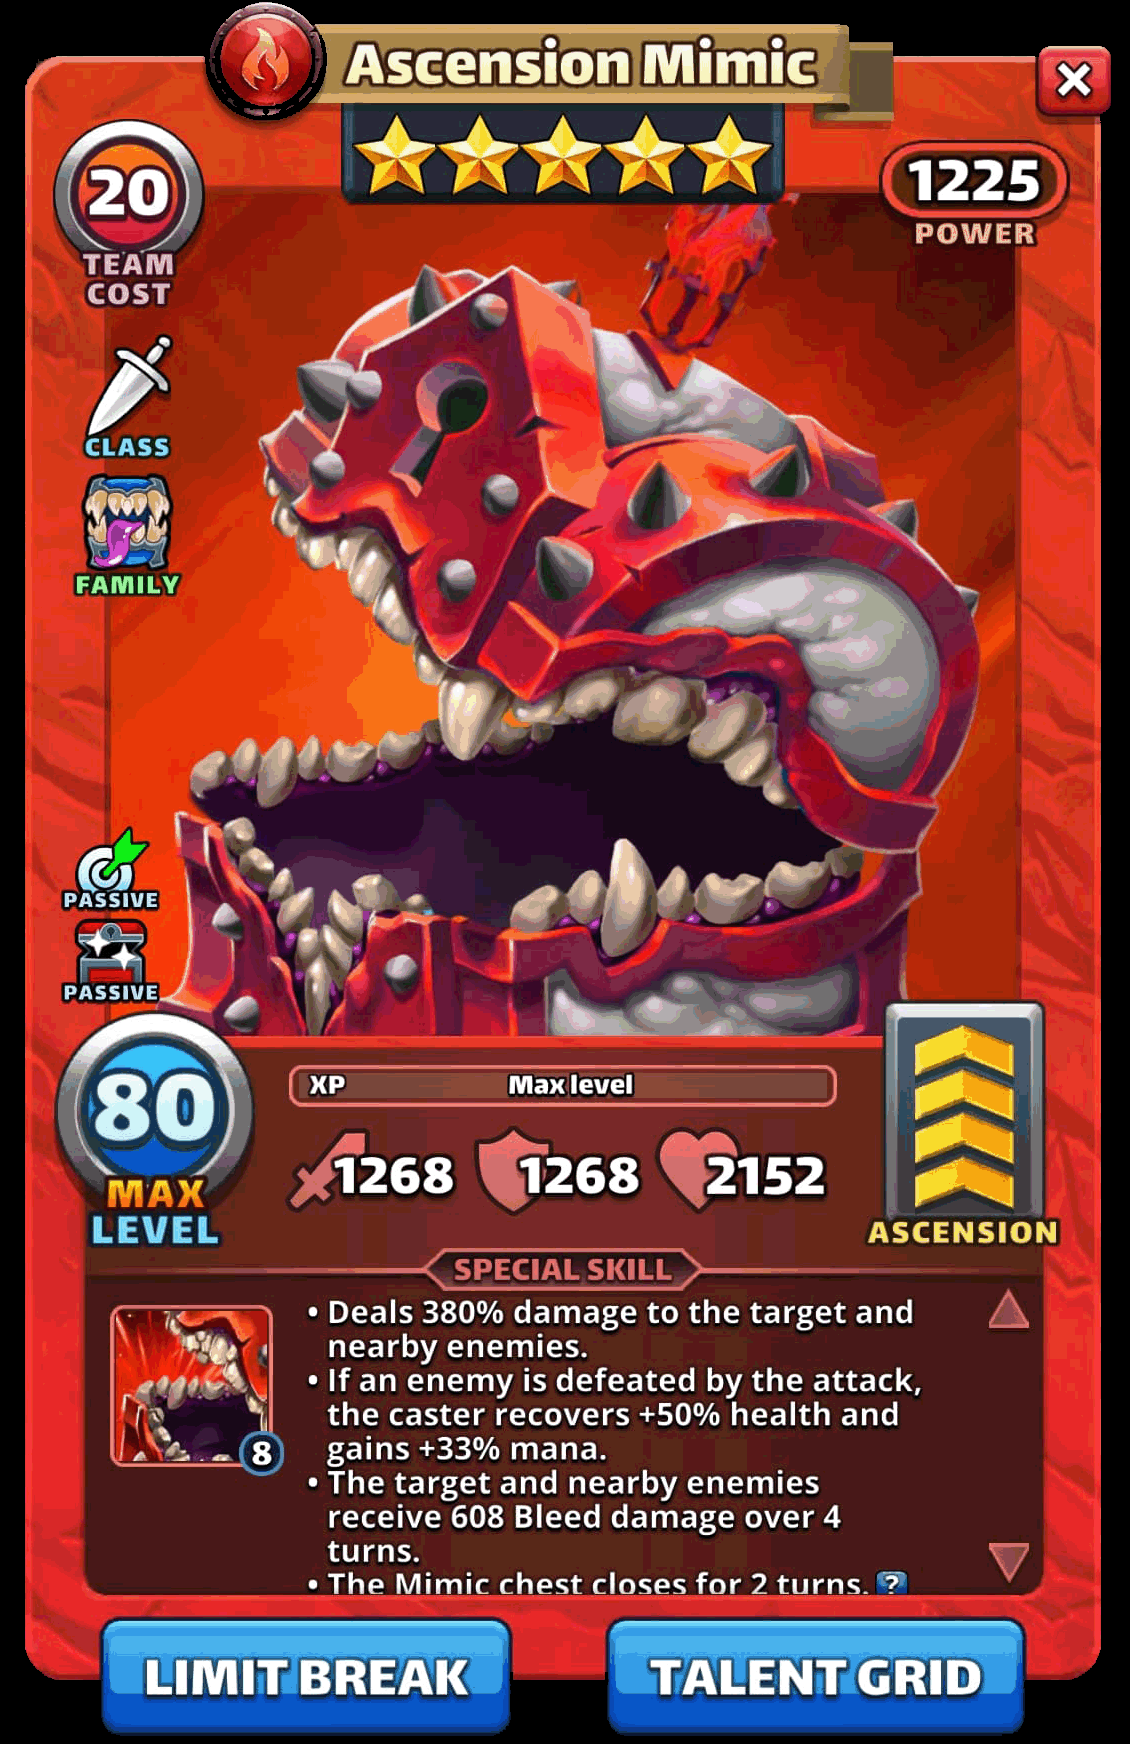 Ascension Mimic
20
TEAM
COST
1225
POWER
CLASS
FAMILY
PASSIVE
PASSIVE
80
MAX
LEVEL
XP Max level
1268 1268 2152
ASCENSION
SPECIAL SKILL
• Deals 380% damage to the target and
nearby enemies.
• If an enemy is defeated by the attack,
the caster recovers +50% health and
gains +33% mana.
• The target and nearby enemies
receive 608 Bleed damage over 4
turns.
• The Mimic chest closes for 2 turns. ?
8
LIMIT BREAK
TALENT GRID